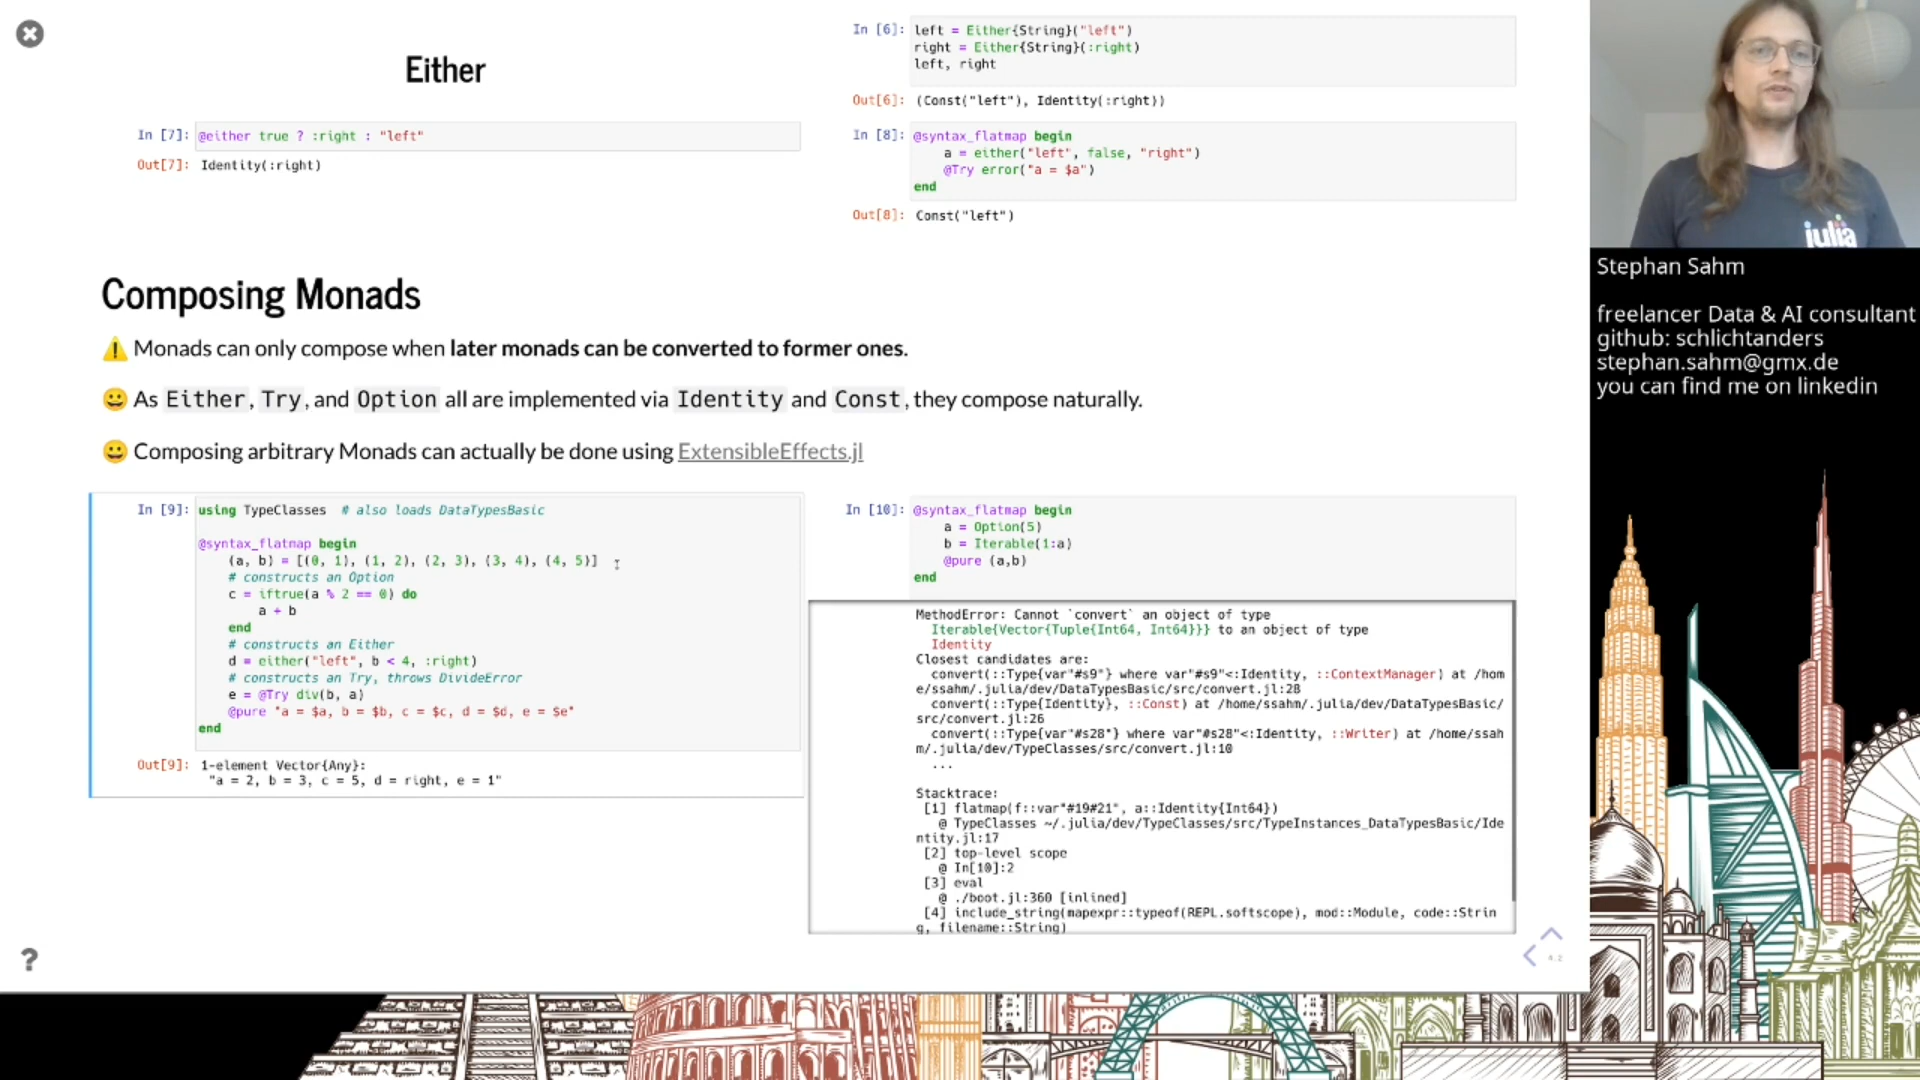 Either
In [7]: @either true ? :right : "left"
Out[7]: Identity(:right)
In [6]: left = Either{String}("left")
right = Either{String}(:right)
left, right
Out[6]: (Const("left"), Identity(:right))
In [8]: @syntax_flatmap begin
a = either("left", false, "right")
@Try error("a = $a")
end
Out[8]: Const("left")
Composing Monads
⚠️ Monads can only compose when later monads can be converted to former ones.
😀 As Either, Try, and Option all are implemented via Identity and Const, they compose naturally.
😀 Composing arbitrary Monads can actually be done using ExtensibleEffects.jl
In [9]: using TypeClasses # also loads DataTypesBasic
@syntax_flatmap begin
(a, b) = [(0, 1), (1, 2), (2, 3), (3, 4), (4, 5)]
# constructs an Option
c = iftrue(a % 2 == 0) do
a + b
end
# constructs an Either
d = either("left", b < 4, :right)
# constructs an Try, throws DivideError
e = @Try div(b, a)
@pure "a = $a, b = $b, c = $c, d = $d, e = $e"
end
Out[9]: 1-element Vector{Any}:
"a = 2, b = 3, c = 5, d = right, e = 1"
In [10]: @syntax_flatmap begin
a = Option(5)
b = Iterable(1:a)
@pure (a,b)
end
MethodError: Cannot `convert` an object of type
Iterable{Vector{Tuple{Int64, Int64}}} to an object of type
Identity
Closest candidates are:
convert(::Type{var"#s9"} where var"#s9"<:Identity, ::ContextManager) at /hom
e/ssahm/.julia/dev/DataTypesBasic/src/convert.jl:28
convert(::Type{Identity}, ::Const) at /home/ssahm/.julia/dev/DataTypesBasic/
src/convert.jl:26
convert(::Type{var"#s28"} where var"#s28"<:Identity, ::Writer) at /home/ssah
m/.julia/dev/TypeClasses/src/convert.jl:10
...
Stacktrace:
[1] flatmap(f::var"#19#21", a::Identity{Int64})
@ TypeClasses ~/.julia/dev/TypeClasses/src/TypeInstances_DataTypesBasic/Ide
ntity.jl:17
[2] top-level scope
@ In[10]:2
[3] eval
@ ./boot.jl:360 [inlined]
[4] include_string(mapexpr::typeof(REPL.softscope), mod::Module, code::Strin
g, filename::String)
4.2
?
julia
Stephan Sahm
freelancer Data & AI consultant
github: schlichtanders
stephan.sahm@gmx.de
you can find me on linkedin